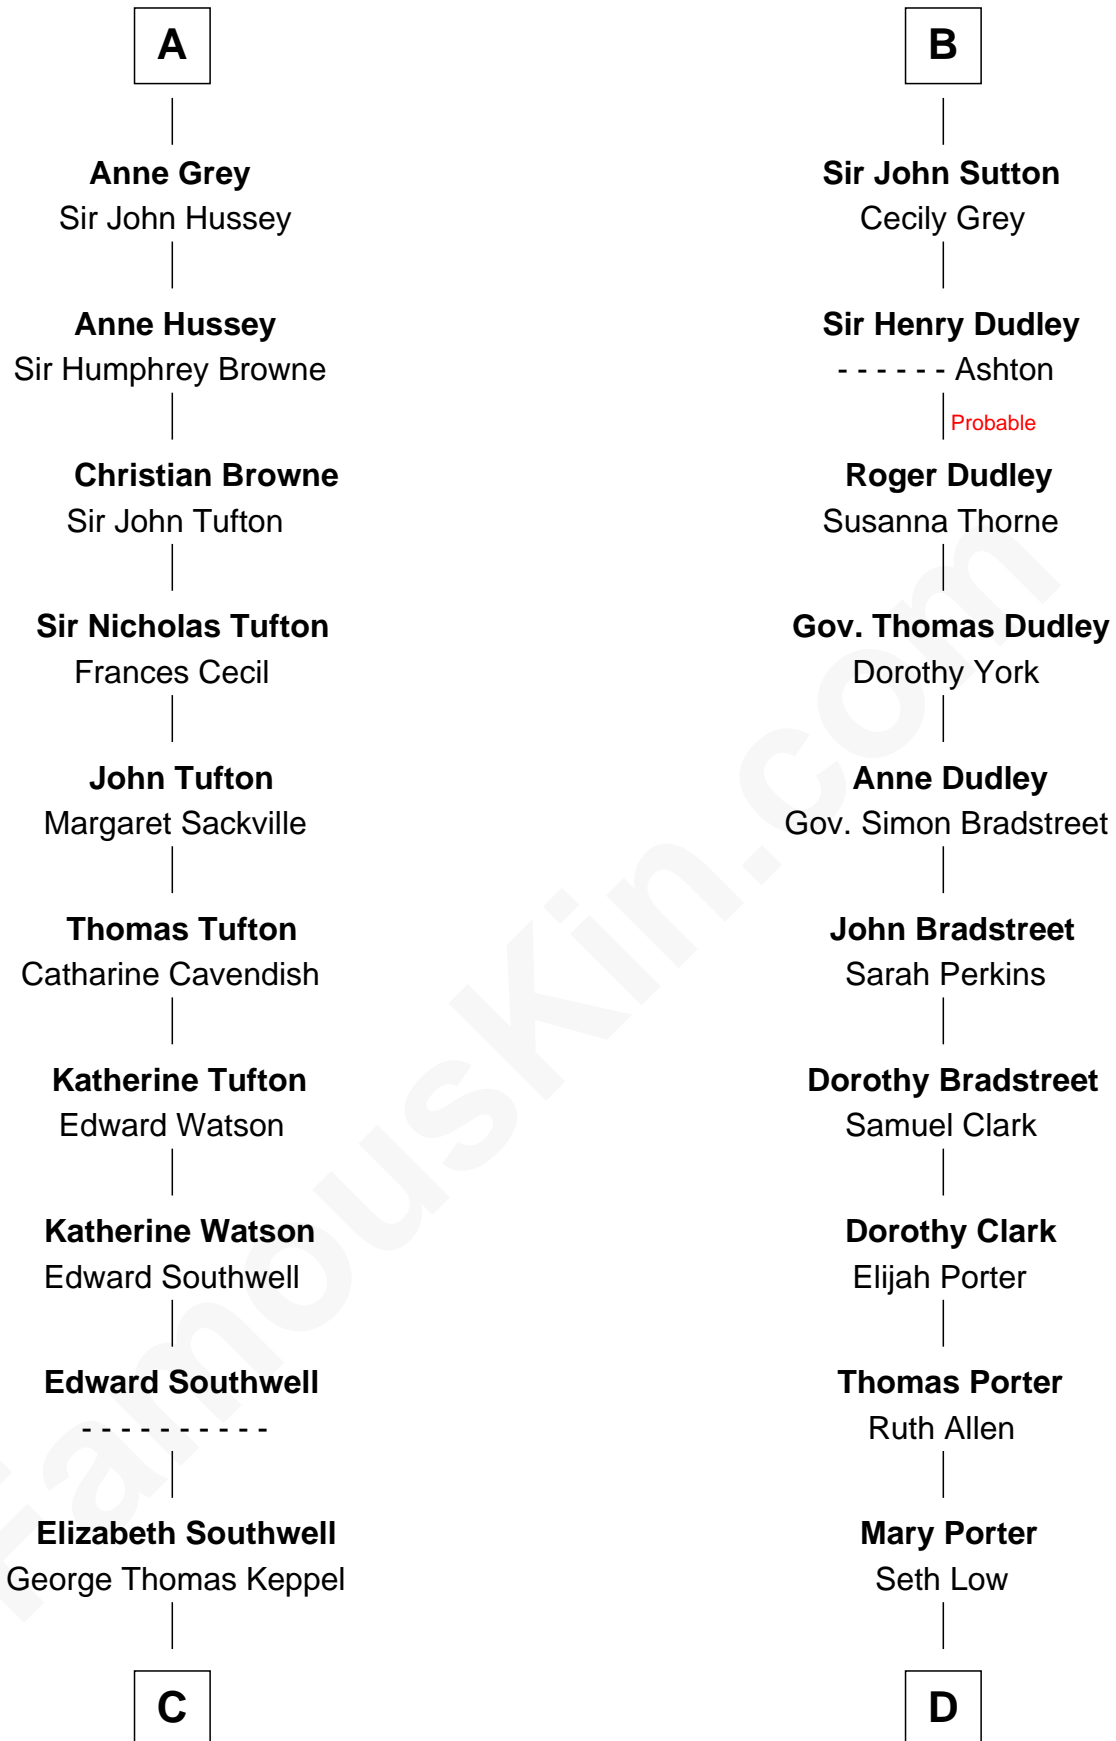 A
Anne Grey
Sir John Hussey
Anne Hussey
Sir Humphrey Browne
Christian Browne
Sir John Tufton
Sir Nicholas Tufton
Frances Cecil
John Tufton
Margaret Sackville
Thomas Tufton
Catharine Cavendish
Katherine Tufton
Edward Watson
Katherine Watson
Edward Southwell
Edward Southwell
- - - - - - - - - -
Elizabeth Southwell
George Thomas Keppel
C
B
Sir John Sutton
Cecily Grey
Sir Henry Dudley
- - - - - - Ashton
Probable
Roger Dudley
Susanna Thorne
Gov. Thomas Dudley
Dorothy York
Anne Dudley
Gov. Simon Bradstreet
John Bradstreet
Sarah Perkins
Dorothy Bradstreet
Samuel Clark
Dorothy Clark
Elijah Porter
Thomas Porter
Ruth Allen
Mary Porter
Seth Low
D
FamousKin.com